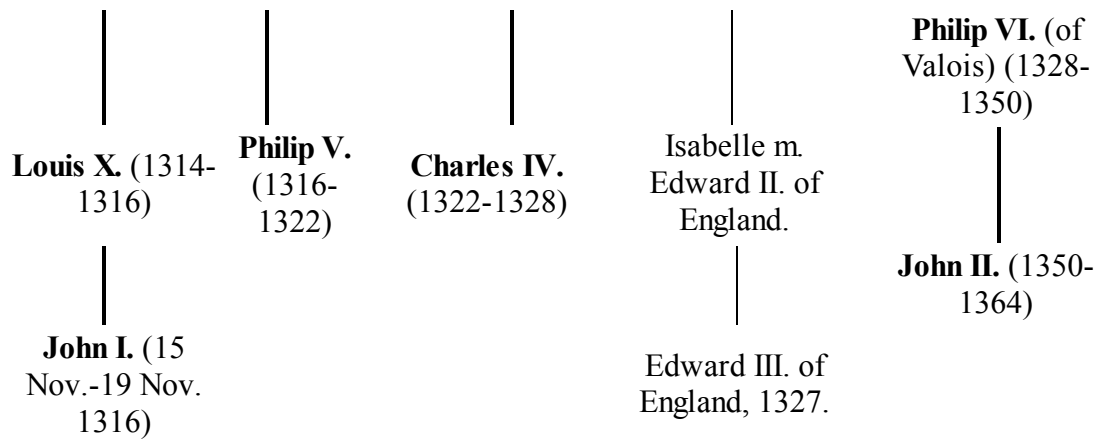 Philip VI. (of
Valois) (1328-
1350)
Louis X. (1314-
1316)
Philip V.
(1316-
1322)
Charles IV.
(1322-1328)
Isabelle m.
Edward II. of
England.
John II. (1350-
1364)
John I. (15
Nov.-19 Nov.
1316)
Edward III. of
England, 1327.